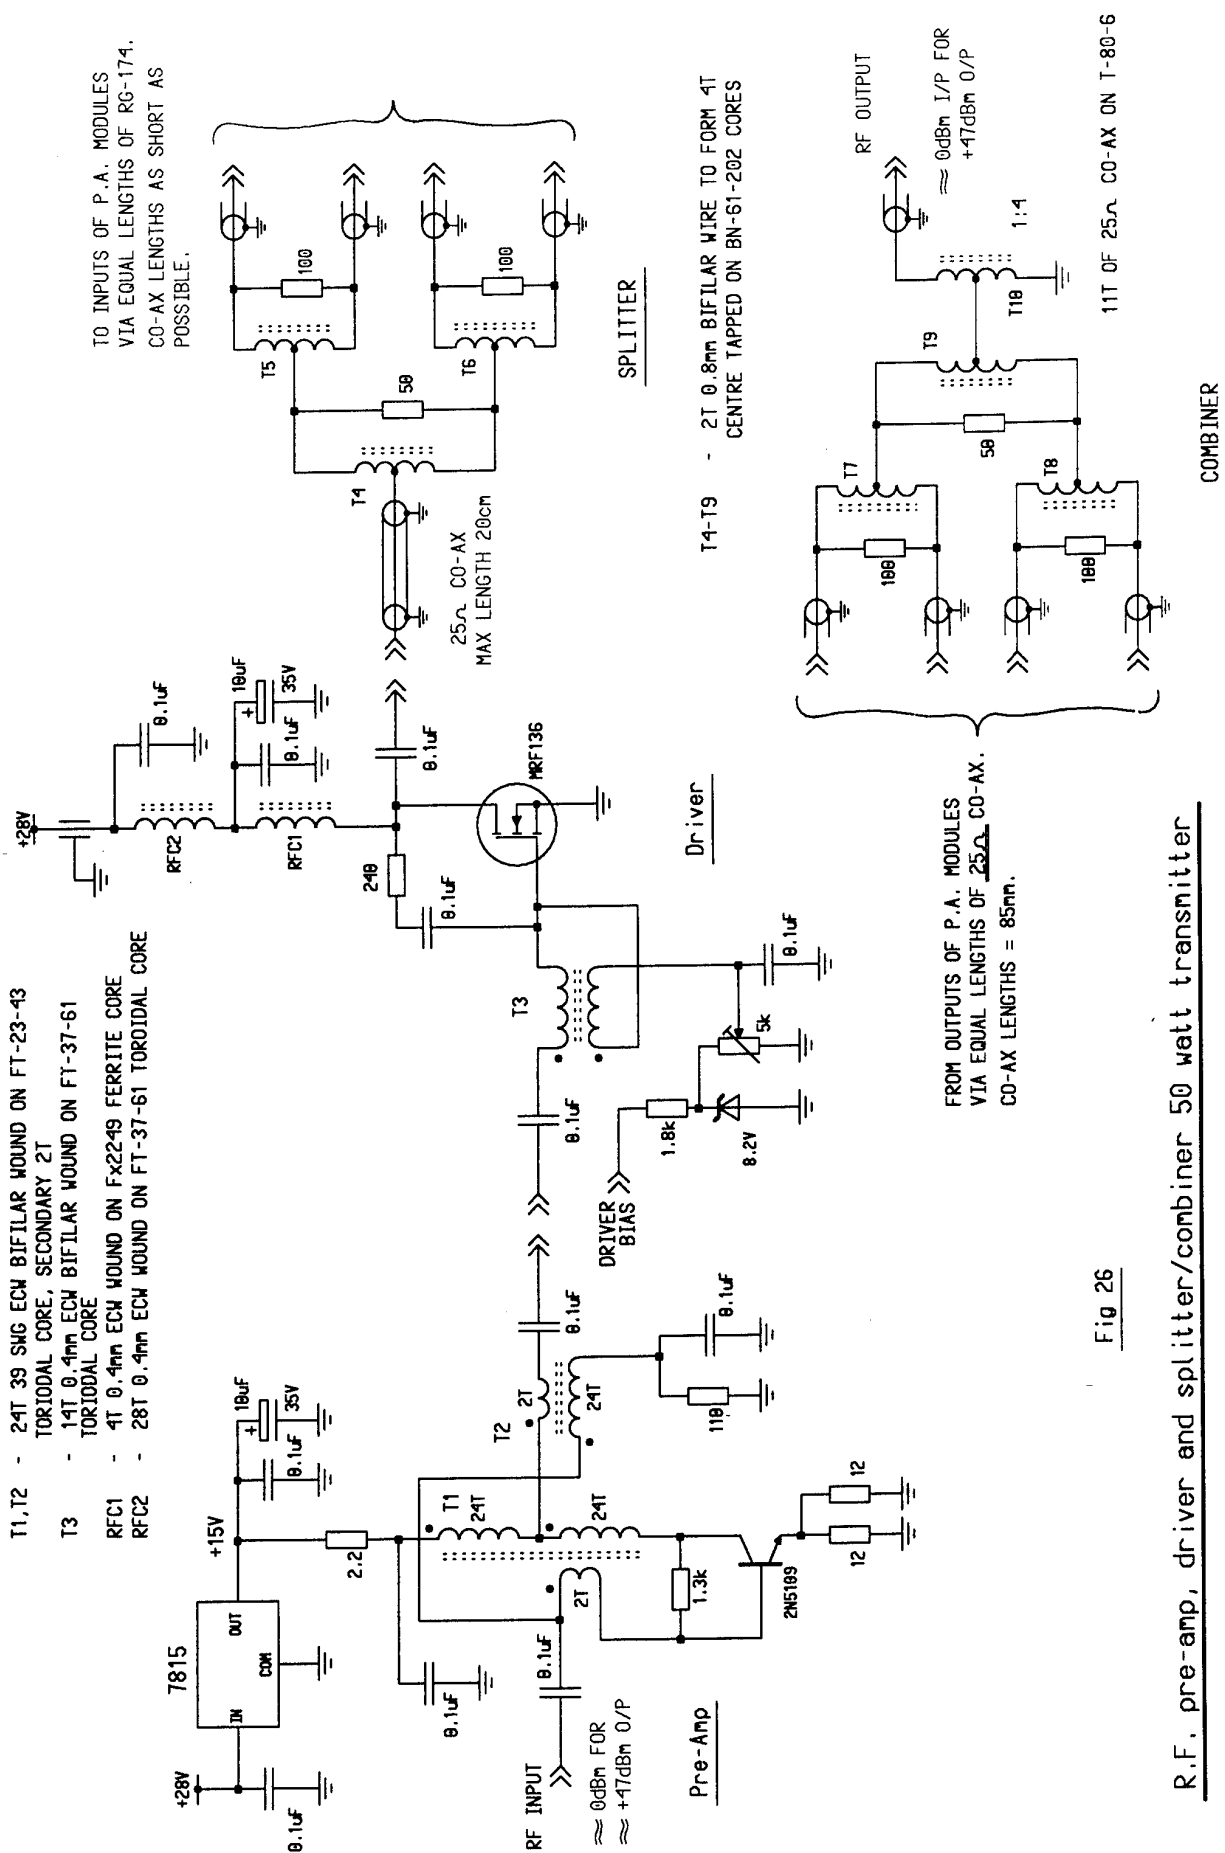 T1,T2 - 24T 39 SWG ECW BIFILAR WOUND ON FT-23-43
TORIODAL CORE, SECONDARY 2T
T3 - 14T 0.4mm ECW BIFILAR WOUND ON FT-37-61
TORIODAL CORE
RFC1 - 4T 0.4mm ECW WOUND ON Fx2249 FERRITE CORE
RFC2 - 28T 0.4mm ECW WOUND ON FT-37-61 TOROIDAL CORE
+28V
0.1uF
7815
IN
OUT
COM
+15V
10uF
+
35V
0.1uF
2.2
0.1uF
T1
24T
24T
2T
T2
2T
24T
0.1uF
110
0.1uF
RF INPUT
≈ 0dBm FOR
≈ +47dBm O/P
0.1uF
1.3k
2N5109
12
12
Pre-Amp
DRIVER
BIAS
1.8k
8.2V
5k
0.1uF
0.1uF
T3
0.1uF
240
+28V
RFC2
0.1uF
RFC1
0.1uF
10uF
+
35V
0.1uF
MRF136
Driver
25Ω CO-AX
MAX LENGTH 20cm
T4
50
T5
100
T6
100
TO INPUTS OF P.A. MODULES
VIA EQUAL LENGTHS OF RG-174.
CO-AX LENGTHS AS SHORT AS
POSSIBLE.
SPLITTER
T4-T9 - 2T 0.8mm BIFILAR WIRE TO FORM 4T
CENTRE TAPPED ON BN-61-202 CORES
FROM OUTPUTS OF P.A. MODULES
VIA EQUAL LENGTHS OF 25Ω CO-AX.
CO-AX LENGTHS = 85mm.
100
T7
100
T8
50
T9
T10
1:4
RF OUTPUT
≈ 0dBm I/P FOR
+47dBm O/P
11T OF 25Ω CO-AX ON T-80-6
COMBINER
Fig 26
R.F. pre-amp, driver and splitter/combiner 50 watt transmitter